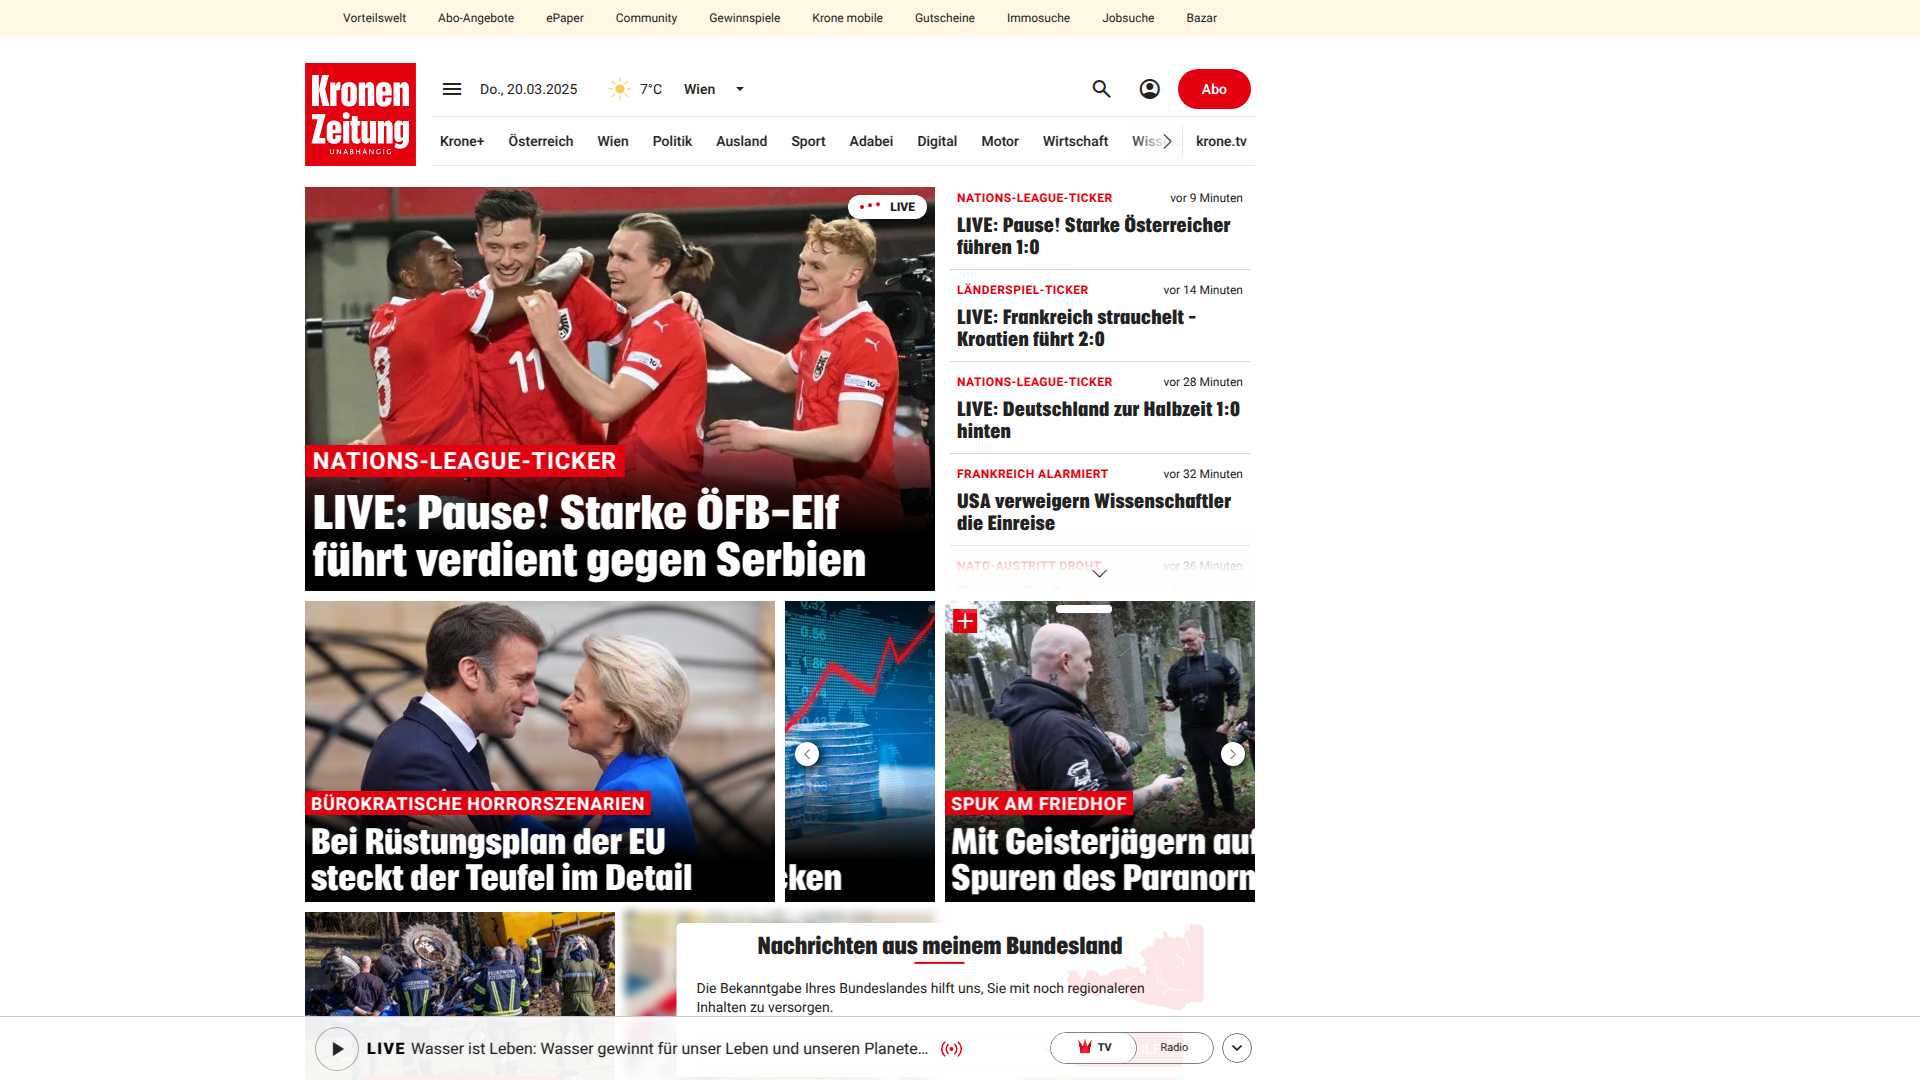 Vorteilswelt Abo-Angebote ePaper Community Gewinnspiele Krone mobile Gutscheine Immosuche Jobsuche Bazar
Kronen
Zeitung
UNABHÄNGIG
Do., 20.03.2025 7°C Wien
Abo
Krone+ Österreich Wien Politik Ausland Sport Adabei Digital Motor Wirtschaft Wiss krone.tv
LIVE
8
11
NATIONS-LEAGUE-TICKER
LIVE: Pause! Starke ÖFB-Elf
führt verdient gegen Serbien
NATIONS-LEAGUE-TICKER vor 9 Minuten
LIVE: Pause! Starke Österreicher
führen 1:0
LÄNDERSPIEL-TICKER vor 14 Minuten
LIVE: Frankreich strauchelt -
Kroatien führt 2:0
NATIONS-LEAGUE-TICKER vor 28 Minuten
LIVE: Deutschland zur Halbzeit 1:0
hinten
FRANKREICH ALARMIERT vor 32 Minuten
USA verweigern Wissenschaftler
die Einreise
NATO-AUSTRITT DROHT vor 36 Minuten
BÜROKRATISCHE HORRORSZENARIEN
Bei Rüstungsplan der EU
steckt der Teufel im Detail
0.56
1.86
cken
SPUK AM FRIEDHOF
Mit Geisterjägern auf
Spuren des Paranorm
Nachrichten aus meinem Bundesland
Die Bekanntgabe Ihres Bundeslandes hilft uns, Sie mit noch regionaleren
Inhalten zu versorgen.
LIVE Wasser ist Leben: Wasser gewinnt für unser Leben und unseren Planete...
TV Radio